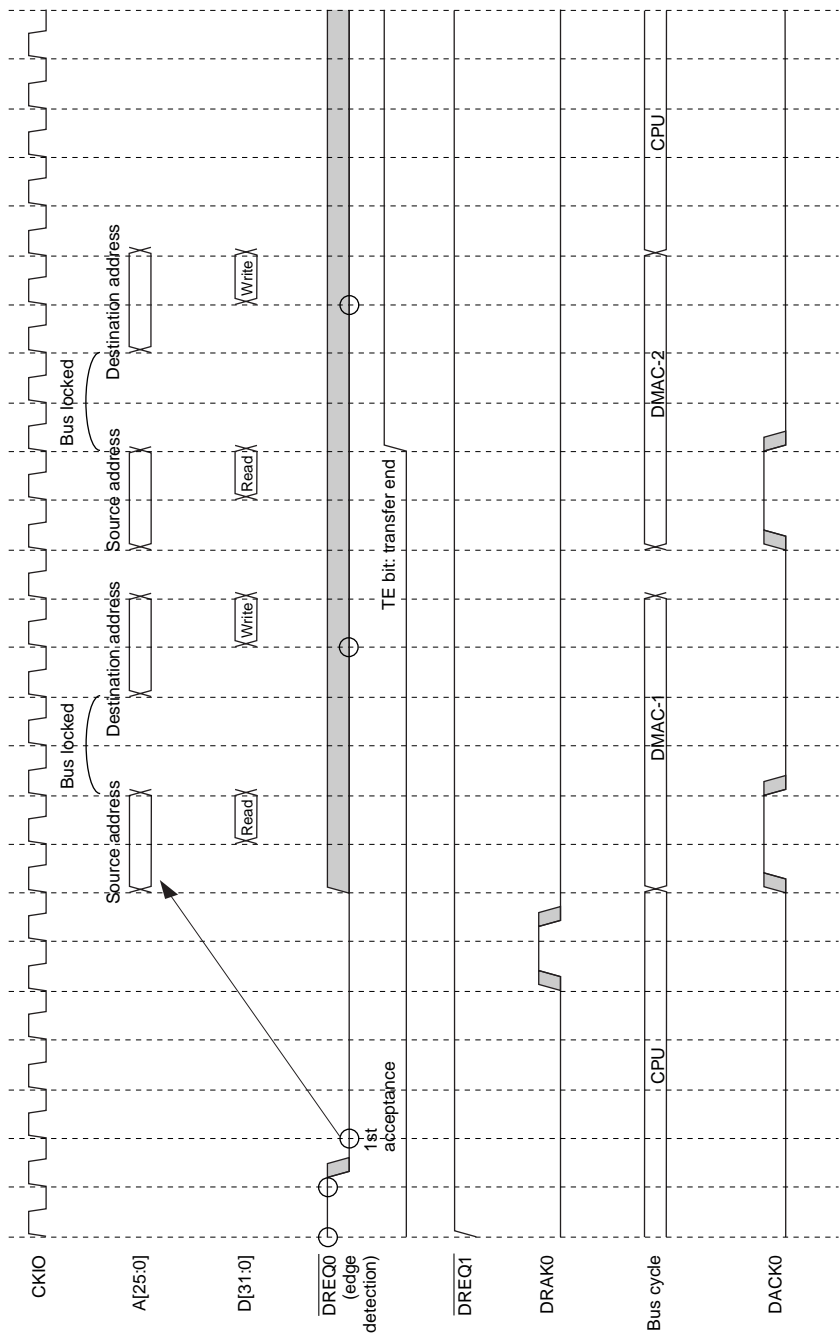 CKIO
Bus locked
Bus locked
Source address
Destination address
Source address
Destination address
A[25:0]
D[31:0]
Read
Write
Read
Write
DREQ0
(edge
detection)
1st
acceptance
TE bit: transfer end
DREQ1
DRAK0
Bus cycle
CPU
DMAC-1
DMAC-2
CPU
DACK0